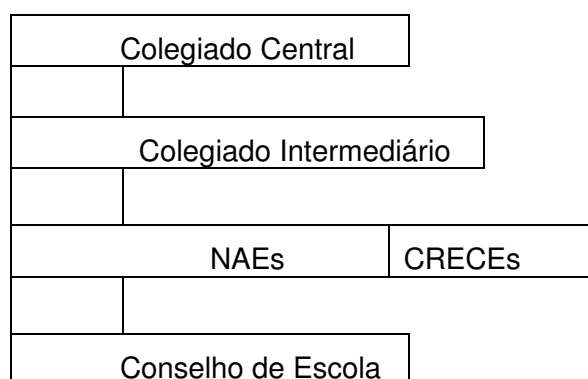 Colegiado Central
Colegiado Intermediário
NAEs CRECEs
Conselho de Escola